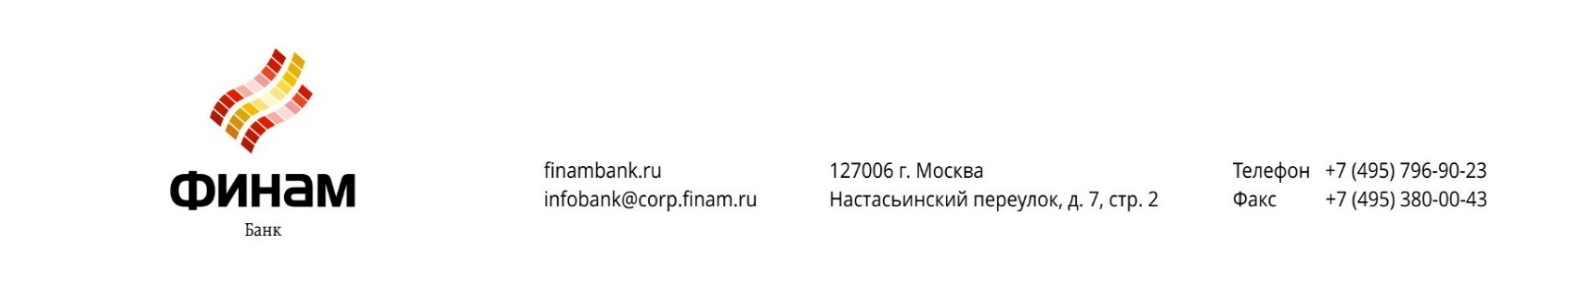 ФИНАМ
Банк
finambank.ru
infobank@corp.finam.ru
127006 г. Москва
Настасьинский переулок, д. 7, стр. 2
Телефон +7 (495) 796-90-23
Факс +7 (495) 380-00-43